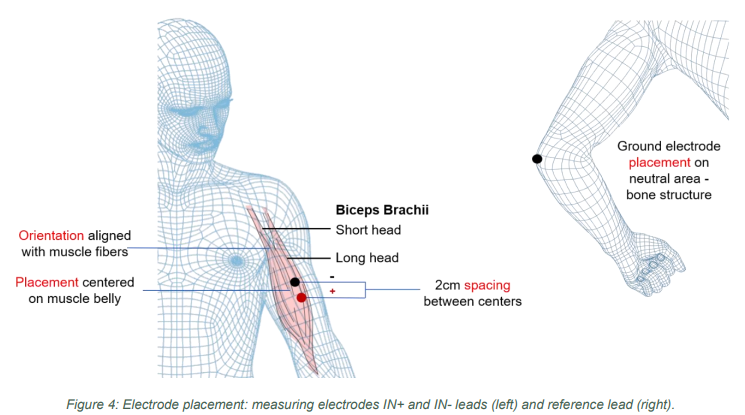 Orientation aligned
with muscle fibers
Placement centered
on muscle belly
Biceps Brachii
Short head
Long head
-
+
2cm spacing
between centers
Ground electrode
placement on
neutral area -
bone structure
Figure 4: Electrode placement: measuring electrodes IN+ and IN- leads (left) and reference lead (right).